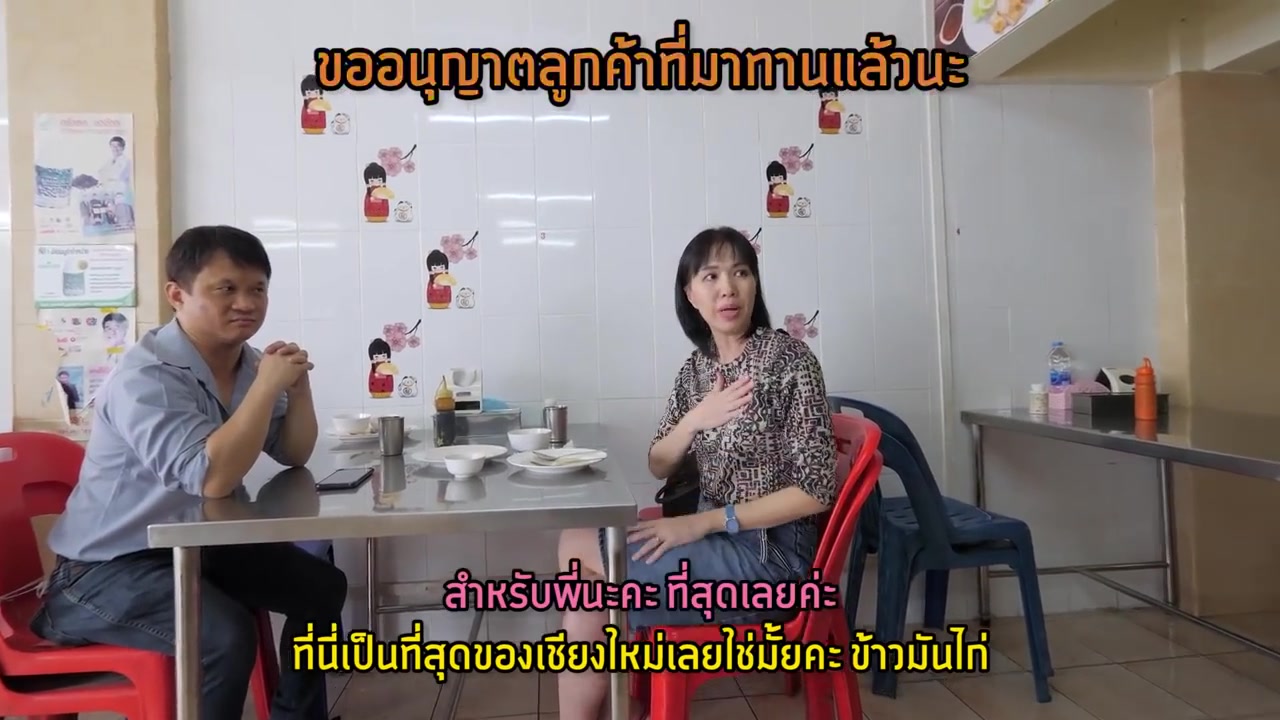 ขออนุญาตลูกค้าที่มาทานแล้วนะ
สำหรับพี่นะคะ ที่สุดเลยค่ะ
ที่นี่เป็นที่สุดของเชียงใหม่เลยใช่มั้ยคะ ข้าวมันไก่